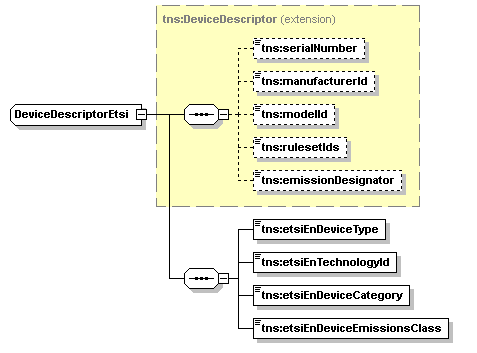 tns:DeviceDescriptor (extension)
tns:serialNumber
tns:manufacturerId
DeviceDescriptorEtsi
tns:modelId
tns:rulesetIds
tns:emissionDesignator
tns:etsiEnDeviceType
tns:etsiEnTechnologyId
tns:etsiEnDeviceCategory
tns:etsiEnDeviceEmissionsClass